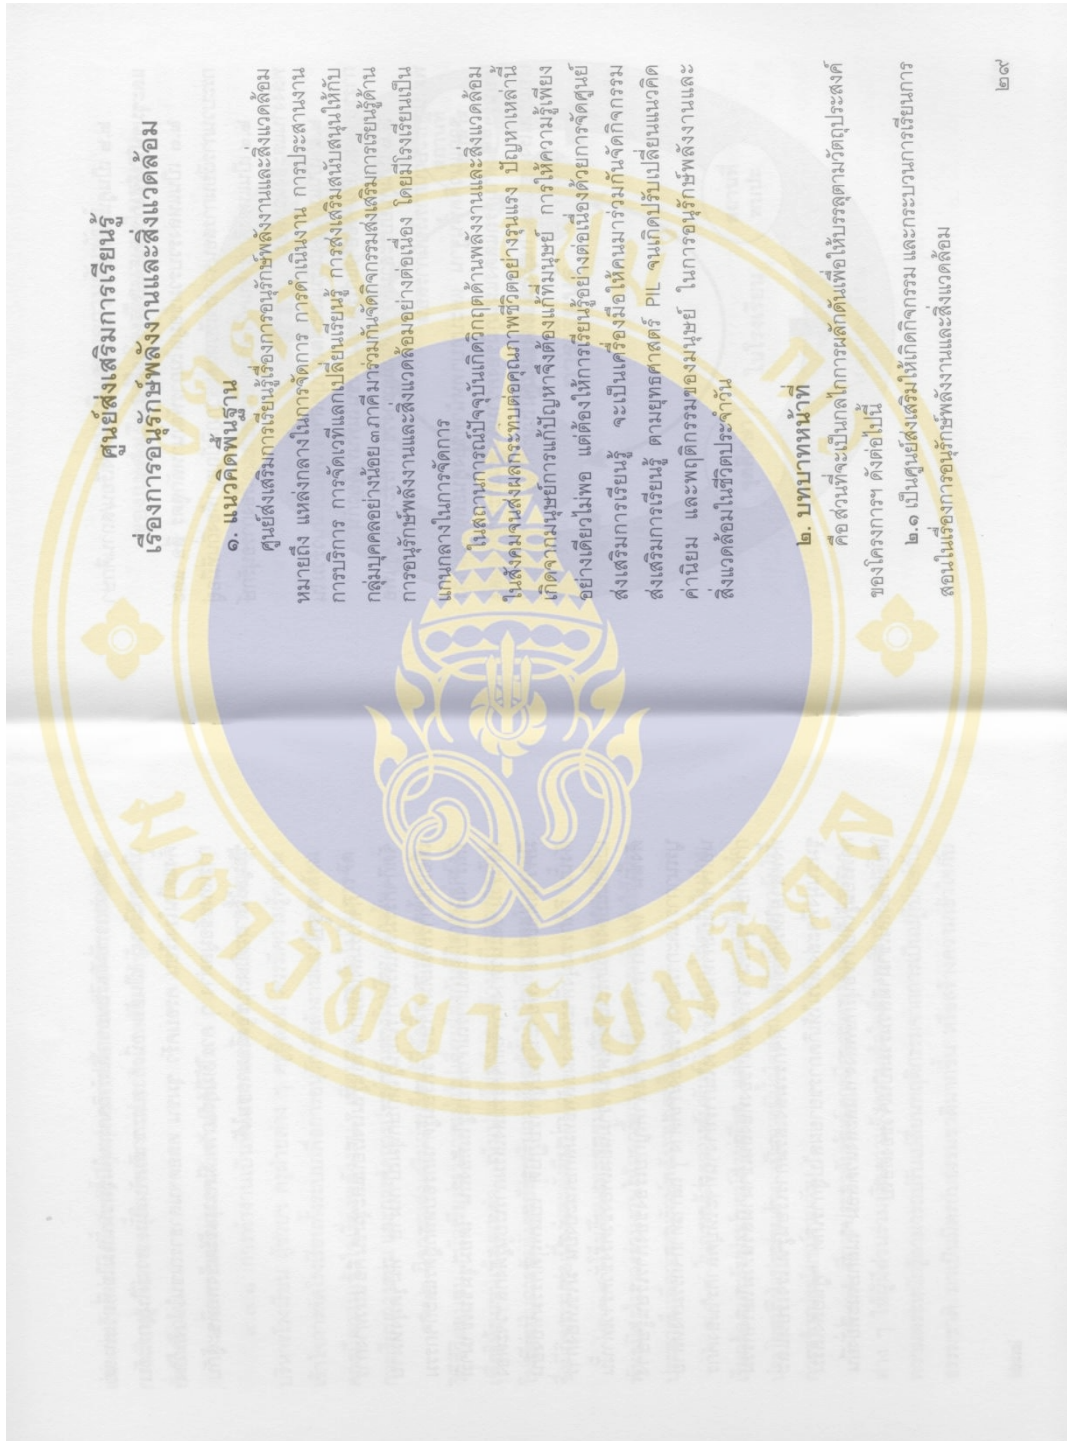 ศูนย์ส่งเสริมการเรียนรู้
เรื่องการอนุรักษ์พลังงานและสิ่งแวดล้อม
๑. แนวคิดพื้นฐาน
ศูนย์ส่งเสริมการเรียนรู้เรื่องการอนุรักษ์พลังงานและสิ่งแวดล้อม
หมายถึง แหล่งกลางในการจัดการ การดำเนินงาน การประสานงาน
การบริการ การจัดเวทีแลกเปลี่ยนเรียนรู้ การส่งเสริมสนับสนุนให้กับ
กลุ่มบุคคลอย่างน้อย ๓ ภาคี มาร่วมกันจัดกิจกรรมส่งเสริมการเรียนรู้ด้าน
การอนุรักษ์พลังงานและสิ่งแวดล้อมอย่างต่อเนื่อง โดยมีโรงเรียนเป็น
แกนกลางในการจัดการ
ในสถานการณ์ปัจจุบันเกิดวิกฤตด้านพลังงานและสิ่งแวดล้อม
ในสังคมจนส่งผลกระทบต่อคุณภาพชีวิตอย่างรุนแรง ปัญหาเหล่านี้
เกิดจากมนุษย์การแก้ปัญหาจึงต้องแก้ที่มนุษย์ การให้ความรู้เพียง
อย่างเดียวไม่พอ แต่ต้องให้การเรียนรู้อย่างต่อเนื่องด้วยการจัดศูนย์
ส่งเสริมการเรียนรู้ จะเป็นเครื่องมือให้คนมาร่วมกันจัดกิจกรรม
ส่งเสริมการเรียนรู้ ตามยุทธศาสตร์ PIL จนเกิดปรับเปลี่ยนแนวคิด
ค่านิยม และพฤติกรรมของมนุษย์ ในการอนุรักษ์พลังงานและ
สิ่งแวดล้อมในชีวิตประจำวัน
๒. บทบาทหน้าที่
คือส่วนที่จะเป็นกลไกการผลักดันเพื่อให้บรรลุตามวัตถุประสงค์
ของโครงการฯ ดังต่อไปนี้
๒.๑ เป็นศูนย์ส่งเสริมให้เกิดกิจกรรม และกระบวนการเรียนการ
สอนในเรื่องการอนุรักษ์พลังงานและสิ่งแวดล้อม
๒๙
มหาวิทยาลัยมหิดล